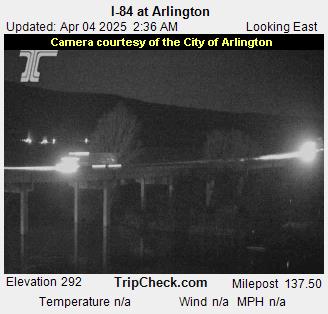 I-84 at Arlington
Updated: Apr 04 2025 2:36 AM Looking East
Camera courtesy of the City of Arlington
Elevation 292 TripCheck.com Milepost 137.50
Temperature n/a Wind n/a MPH n/a